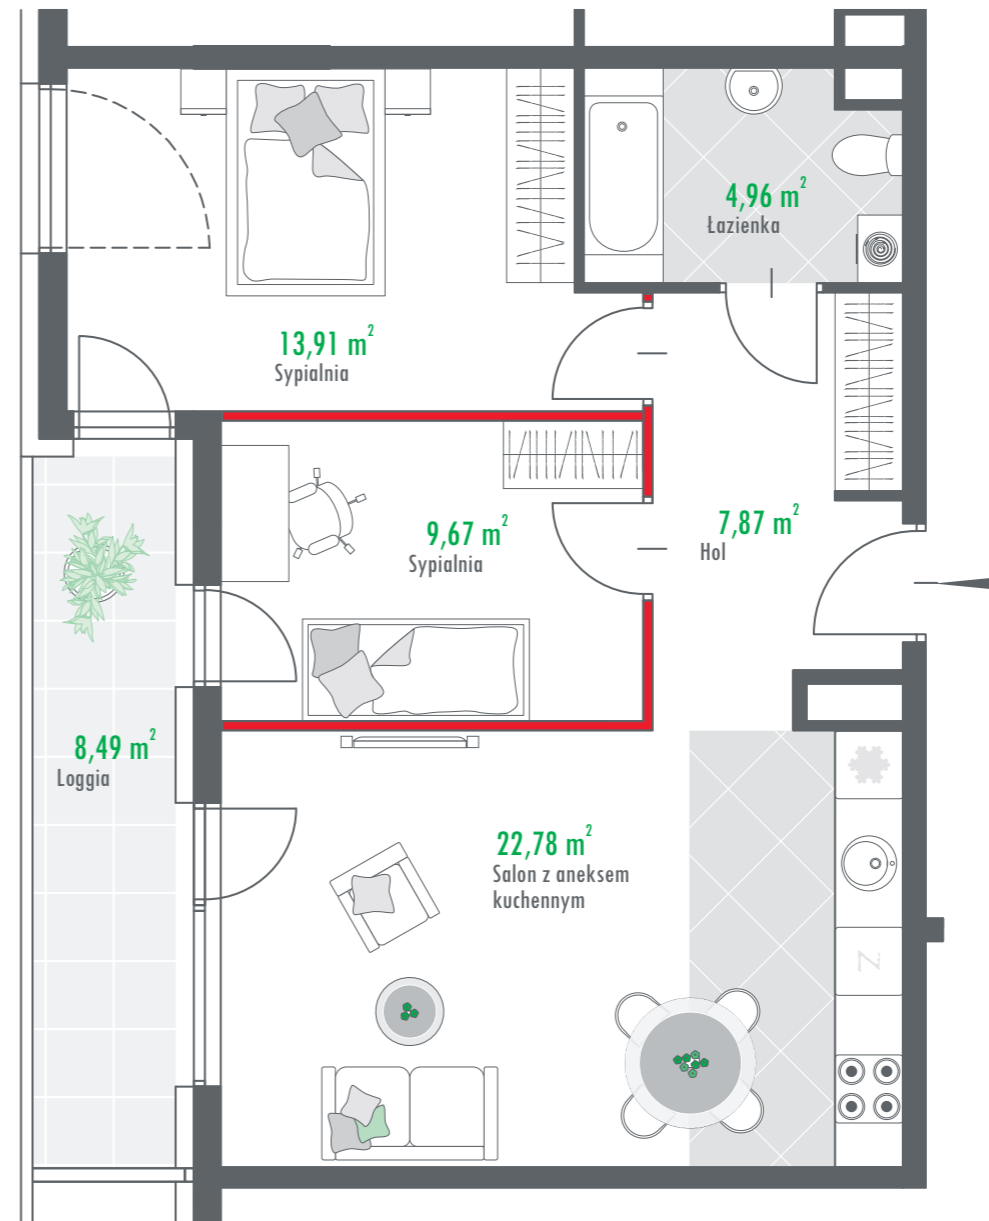 4,96 m²
Łazienka
13,91 m²
Sypialnia
9,67 m²
Sypialnia
7,87 m²
Hol
8,49 m²
Loggia
22,78 m²
Salon z aneksem
kuchennym
Z